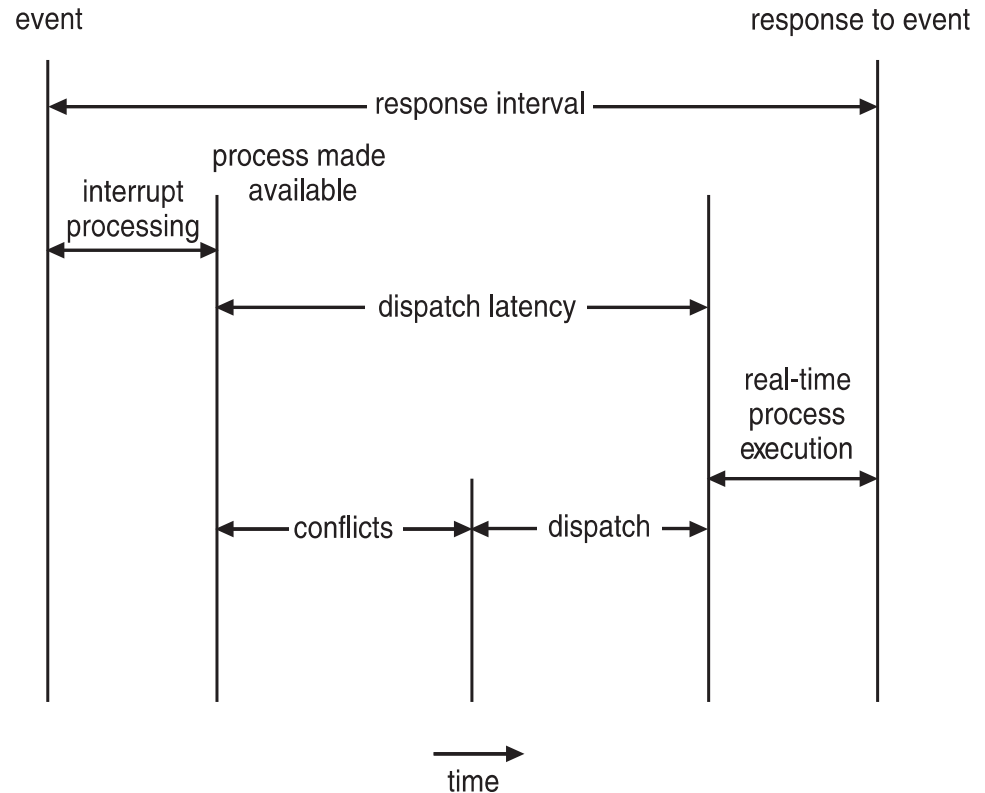 event
response to event
response interval
process made
available
interrupt
processing
dispatch latency
real-time
process
execution
conflicts
dispatch
time